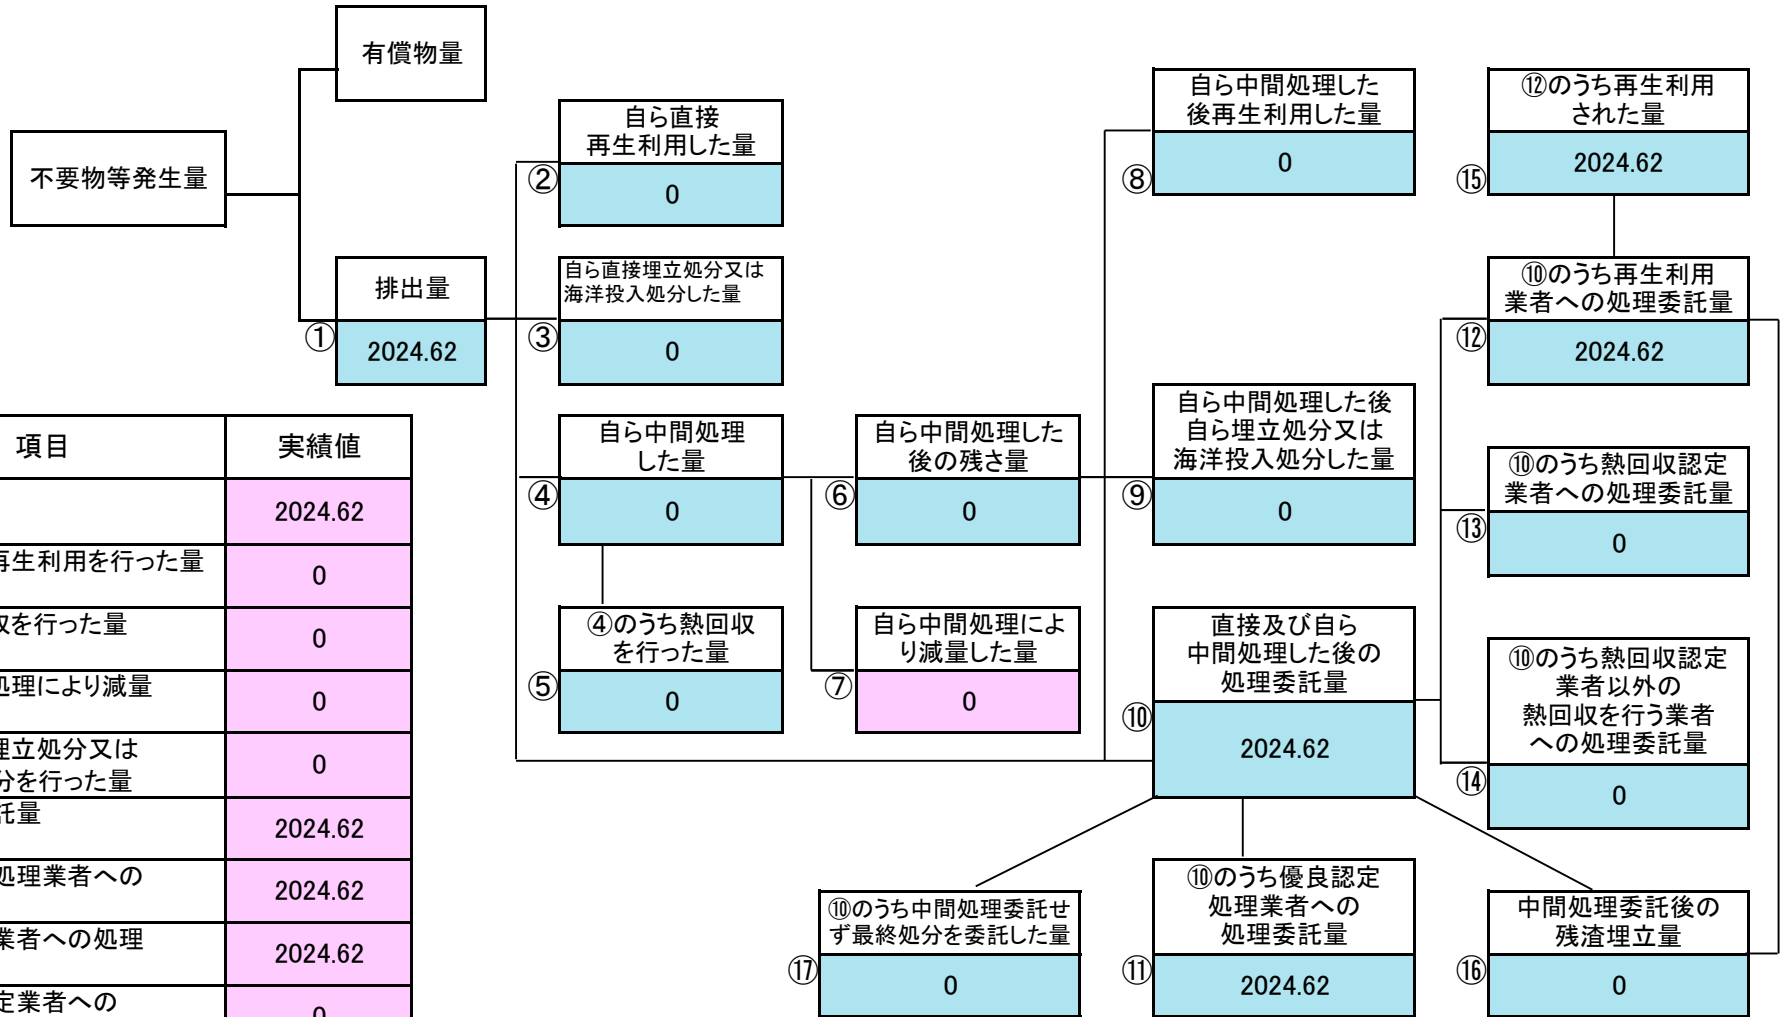 有償物量
不要物等発生量
排出量
①
2024.62
自ら直接
再生利用した量
②
0
自ら直接埋立処分又は
海洋投入処分した量
③
0
自ら中間処理
した量
④
0
④のうち熱回収
を行った量
⑤
0
自ら中間処理した
後の残さ量
⑥
0
自ら中間処理によ
り減量した量
⑦
0
自ら中間処理した
後再生利用した量
⑧
0
自ら中間処理した後
自ら埋立処分又は
海洋投入処分した量
⑨
0
直接及び自ら
中間処理した後の
処理委託量
⑩
2024.62
⑩のうち優良認定
処理業者への
処理委託量
⑪
2024.62
⑫のうち再生利用
された量
⑮
2024.62
⑩のうち再生利用
業者への処理委託量
⑫
2024.62
⑩のうち熱回収認定
業者への処理委託量
⑬
0
⑩のうち熱回収認定
業者以外の
熱回収を行う業者
への処理委託量
⑭
0
⑩のうち中間処理委託せ
ず最終処分を委託した量
⑰
0
中間処理委託後の
残渣埋立量
⑯
0
項目
実績値
2024.62
再生利用を行った量
0
収を行った量
0
処理により減量
0
埋立処分又は
分を行った量
0
託量
2024.62
処理業者への
2024.62
業者への処理
2024.62
定業者への
0